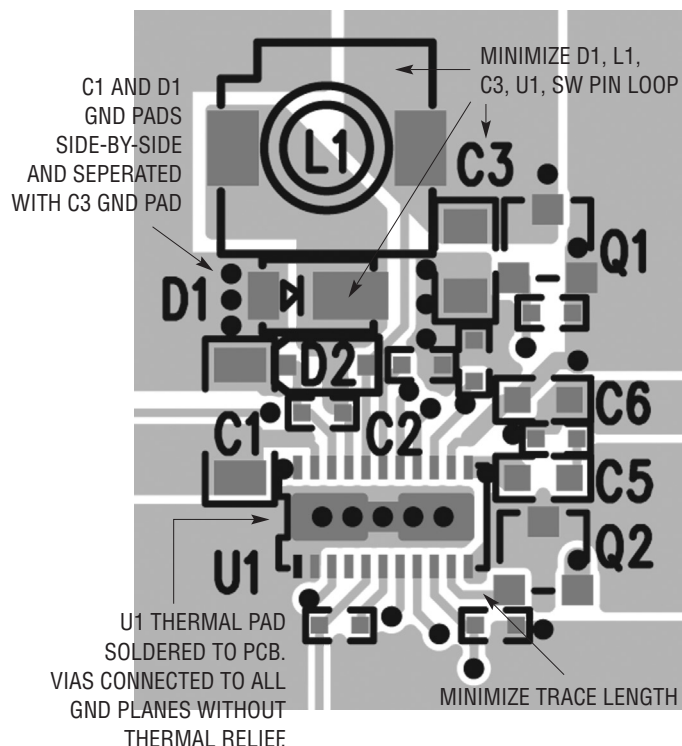 C1 AND D1
GND PADS
SIDE-BY-SIDE
AND SEPERATED
WITH C3 GND PAD
MINIMIZE D1, L1,
C3, U1, SW PIN LOOP
L1
C3
Q1
D1
D2
C6
C1
C2
C5
U1
Q2
U1 THERMAL PAD
SOLDERED TO PCB.
VIAS CONNECTED TO ALL
GND PLANES WITHOUT
THERMAL RELIEF.
MINIMIZE TRACE LENGTH